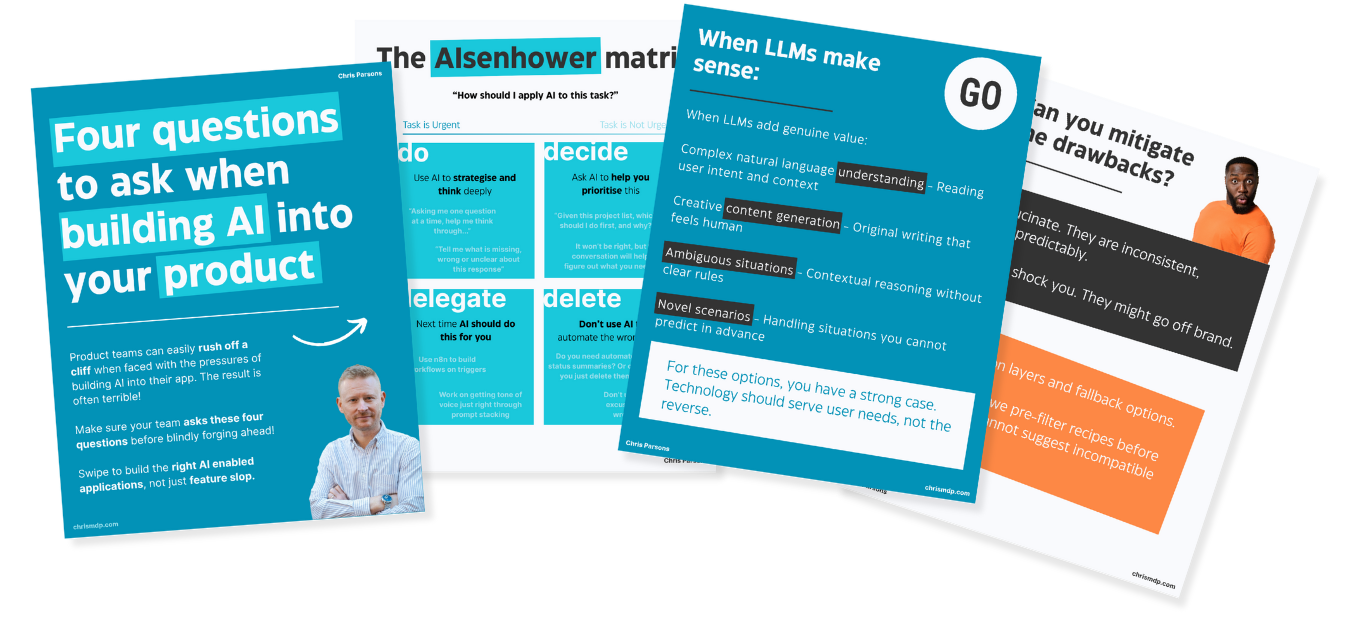 Chris Parsons
Four questions
to ask when
building AI into
your product
Product teams can easily rush off a
cliff when faced with the pressures of
building AI into their app. The result is
often terrible!
Make sure your team asks these four
questions before blindly forging ahead!
Swipe to build the right AI enabled
applications, not just feature slop.
chrismdp.com
The AIsenhower matri
"How should I apply AI to this task?"
Task is Urgent
Task is Not Urge
do
Use AI to strategise and
think deeply
"Asking me one question
at a time, help me think
through..."
"Tell me what is missing,
wrong or unclear about
this response"
decide
Ask AI to help you
prioritise this
"Given this project list, whic
should I do first, and why?
It won't be right, but
conversation will help
figure out what you nee
elegate
Next time AI should do
this for you
Use n8n to build
orkflows on triggers
Work on getting tone of
voice just right through
prompt stacking
delete
Don't use AI
automate the wron
Do you need automat
status summaries? Or
you just delete then
Don't
excu
Chris Parsons
When LLMs make
sense:
GO
When LLMs add genuine value:
Complex natural language understanding – Reading
user intent and context
Creative content generation – Original writing that
feels human
Ambiguous situations – Contextual reasoning without
clear rules
Novel scenarios – Handling situations you cannot
predict in advance
For these options, you have a strong case.
Technology should serve user needs, not the
reverse.
Chris Parsons
chrismdp.com
an you mitigate
e drawbacks?
ucinate. They are inconsistent,
predictably.
shock you. They might go off brand.
n layers and fallback options.
we pre-filter recipes before
nnot suggest incompatible
chrismdp.com